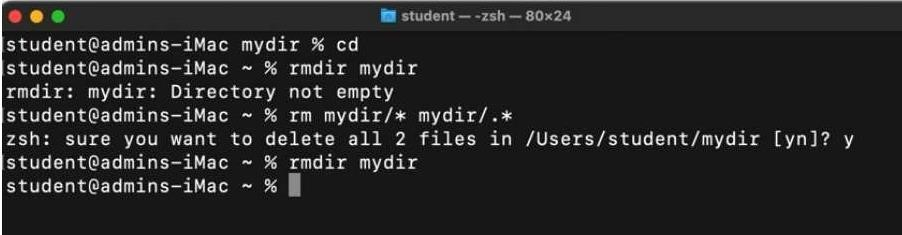 student — -zsh — 80×24
student@admins-iMac mydir % cd
student@admins-iMac ~ % rmdir mydir
rmdir: mydir: Directory not empty
student@admins-iMac ~ % rm mydir/* mydir/.*
zsh: sure you want to delete all 2 files in /Users/student/mydir [yn]? y
student@admins-iMac ~ % rmdir mydir
student@admins-iMac ~ %